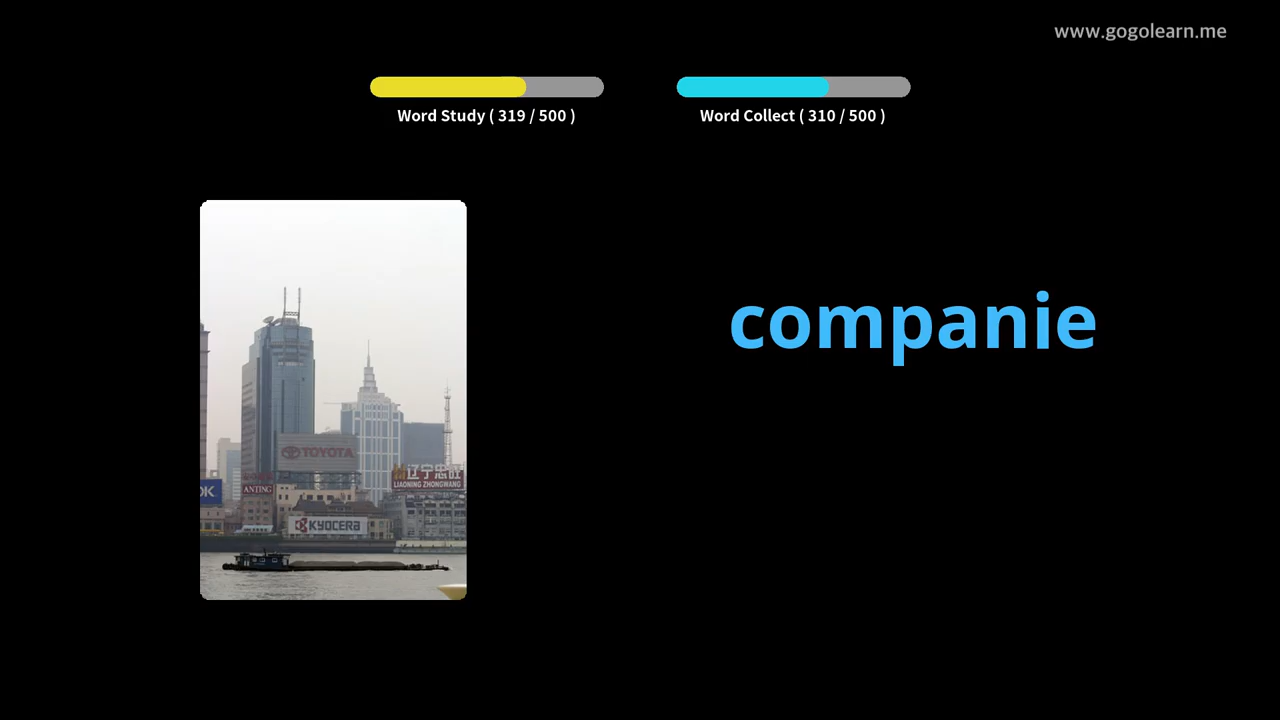 www.gogolearn.me
Word Study ( 319 / 500 )
Word Collect ( 310 / 500 )
companie
TOYOTA
辽宁忠旺
LIAONING ZHONGWANG
ANTING
KYOCERA